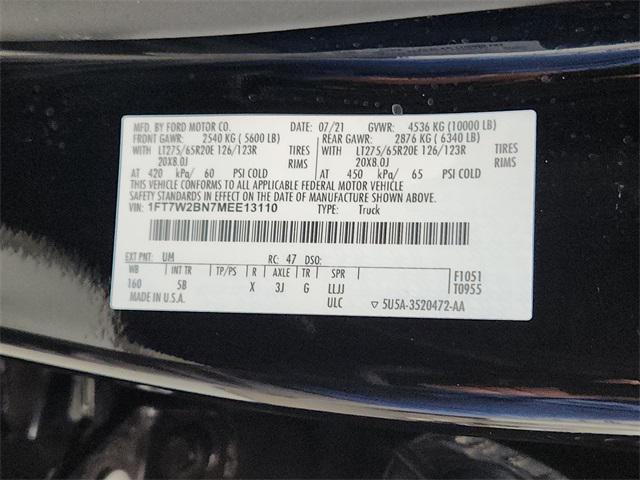 MFD. BY FORD MOTOR CO. DATE: 07/21 GVWR: 4536 KG (10000 LB)
FRONT GAWR: 2540 KG ( 5600 LB) REAR GAWR: 2876 KG ( 6340 LB)
WITH LT275/65R20E 126/123R TIRES WITH LT275/65R20E 126/123R TIRES
20X8.0J RIMS 20X8.0J RIMS
AT 420 kPa/ 60 PSI COLD AT 450 kPa/ 65 PSI COLD
THIS VEHICLE CONFORMS TO ALL APPLICABLE FEDERAL MOTOR VEHICLE
SAFETY STANDARDS IN EFFECT ON THE DATE OF MANUFACTURE SHOWN ABOVE.
VIN: 1FT7W2BN7MEE13110 TYPE: Truck
EXT PNT: UM RC: 47 DSO:
WB INT TR TP/PS R AXLE TR SPR F1051
160 5B X 3J G LLJJ T0955
MADE IN U.S.A. ULC ▽ 5U5A-3520472-AA